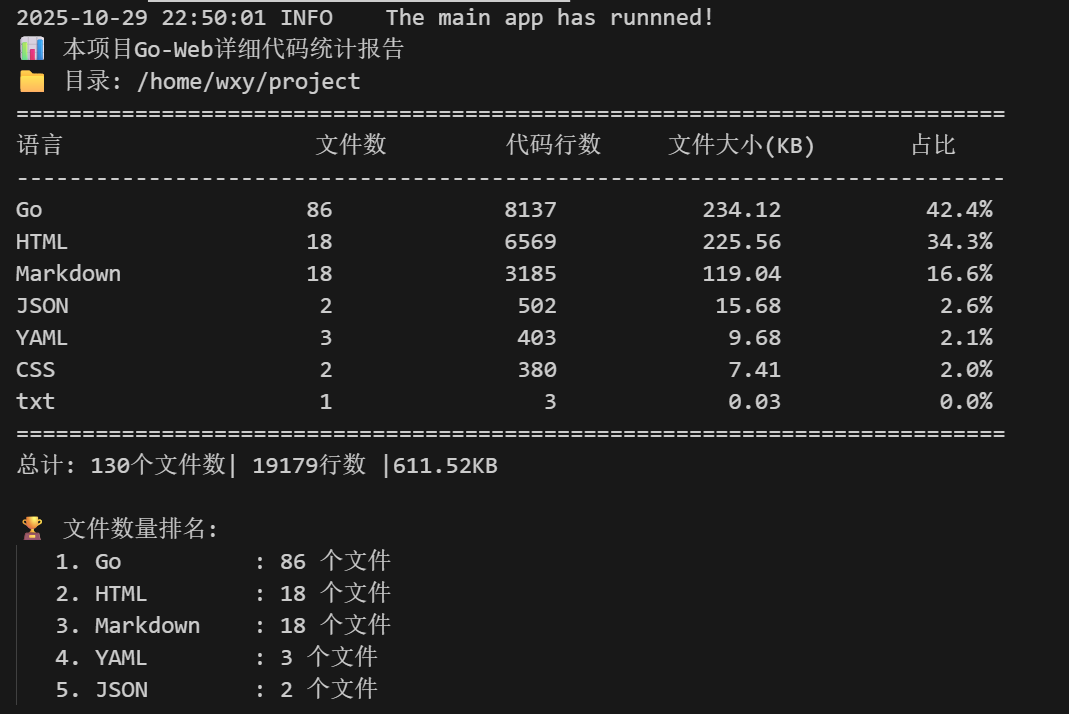 2025-10-29 22:50:01 INFO    The main app has runnned!
📊 本项目Go-Web详细代码统计报告
📁 目录: /home/wxy/project
===========================================================================
语言 文件数 代码行数 文件大小(KB) 占比
---------------------------------------------------------------------------
Go 86 8137 234.12 42.4%
HTML 18 6569 225.56 34.3%
Markdown 18 3185 119.04 16.6%
JSON 2 502 15.68 2.6%
YAML 3 403 9.68 2.1%
CSS 2 380 7.41 2.0%
txt 1 3 0.03 0.0%
===========================================================================
总计: 130个文件数| 19179行数 |611.52KB
🏆 文件数量排名:
1. Go : 86 个文件
2. HTML : 18 个文件
3. Markdown : 18 个文件
4. YAML : 3 个文件
5. JSON : 2 个文件